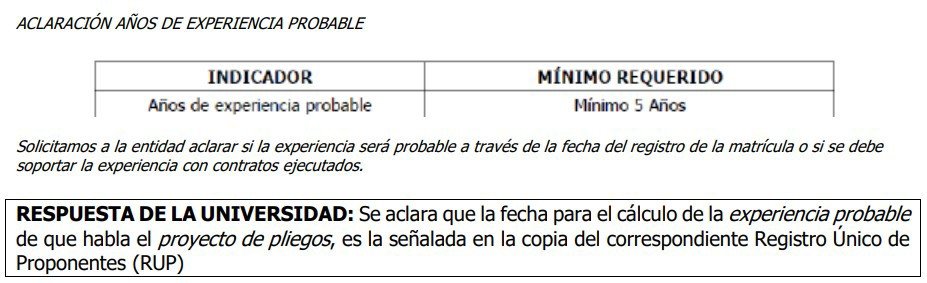 ACLARACIÓN AÑOS DE EXPERIENCIA PROBABLE
INDICADOR MÍNIMO REQUERIDO
Años de experiencia probable Mínimo 5 Años
Solicitamos a la entidad aclarar si la experiencia será probable a través de la fecha del registro de la matrícula o si se debe
soportar la experiencia con contratos ejecutados.
RESPUESTA DE LA UNIVERSIDAD: Se aclara que la fecha para el cálculo de la experiencia probable
de que habla el proyecto de pliegos, es la señalada en la copia del correspondiente Registro Único de
Proponentes (RUP)